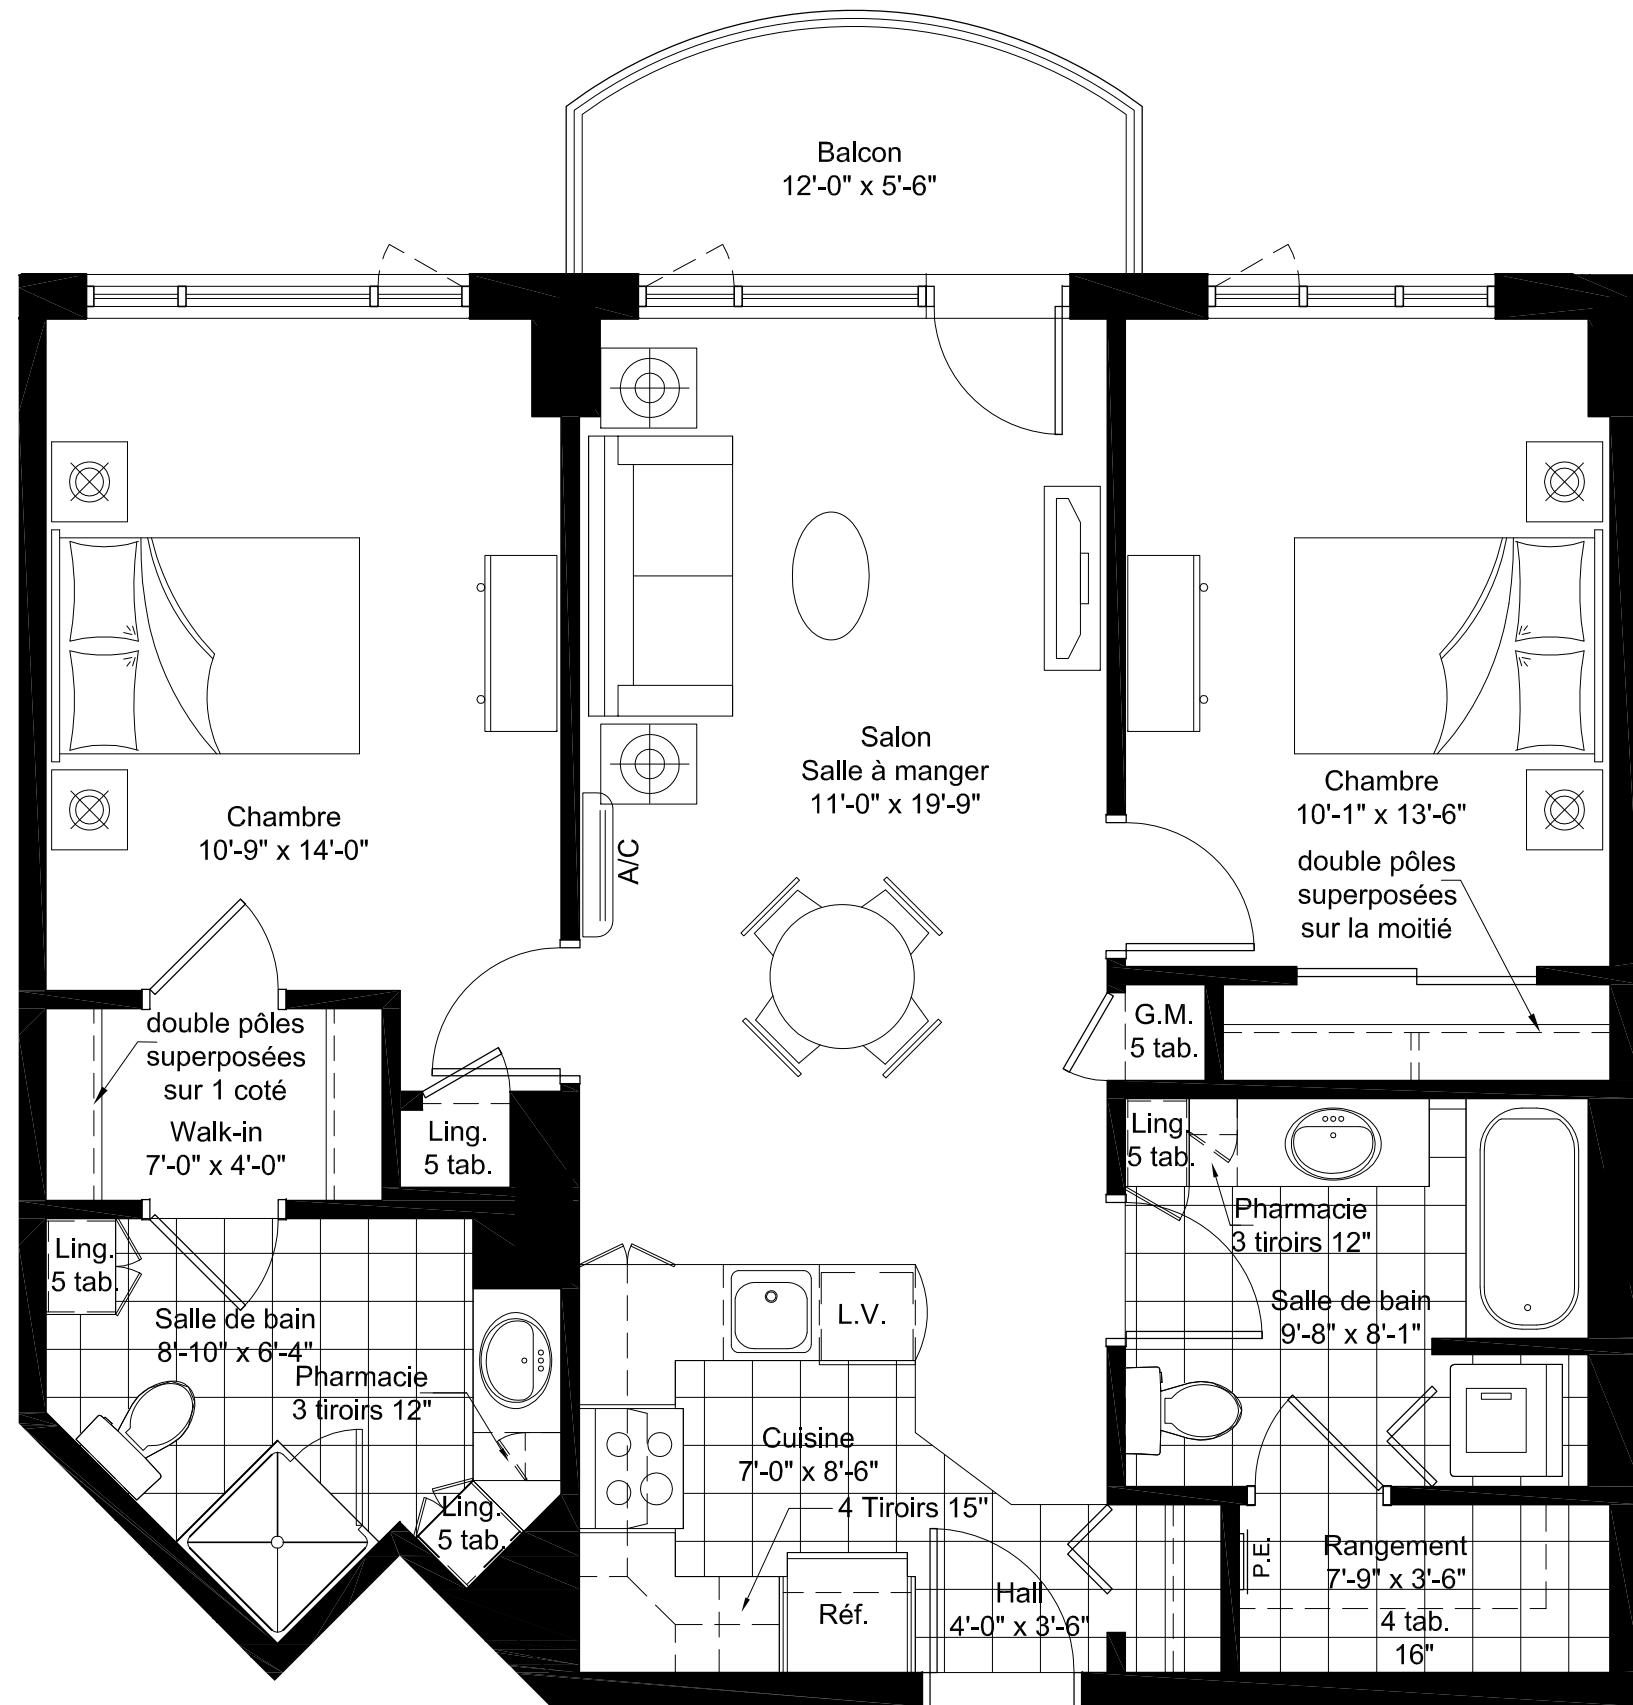 Balcon
12'-0" x 5'-6"
Salon
Salle à manger
11'-0" x 19'-9"
Chambre
10'-1" x 13'-6"
double pôles
superposées
sur la moitié
Chambre
10'-9" x 14'-0"
A/C
double pôles
superposées
sur 1 coté
Walk-in
7'-0" x 4'-0"
Ling.
5 tab.
G.M.
5 tab.
Ling.
5 tab.
Pharmacie
3 tiroirs 12"
Ling.
5 tab.
Salle de bain
8'-10" x 6'-4"
Pharmacie
3 tiroirs 12"
L.V.
Salle de bain
9'-8" x 8'-1"
Cuisine
7'-0" x 8'-6"
4 Tiroirs 15"
Ling.
5 tab.
Réf.
Hall
4'-0" x 3'-6"
P.E.
Rangement
7'-9" x 3'-6"
4 tab.
16"